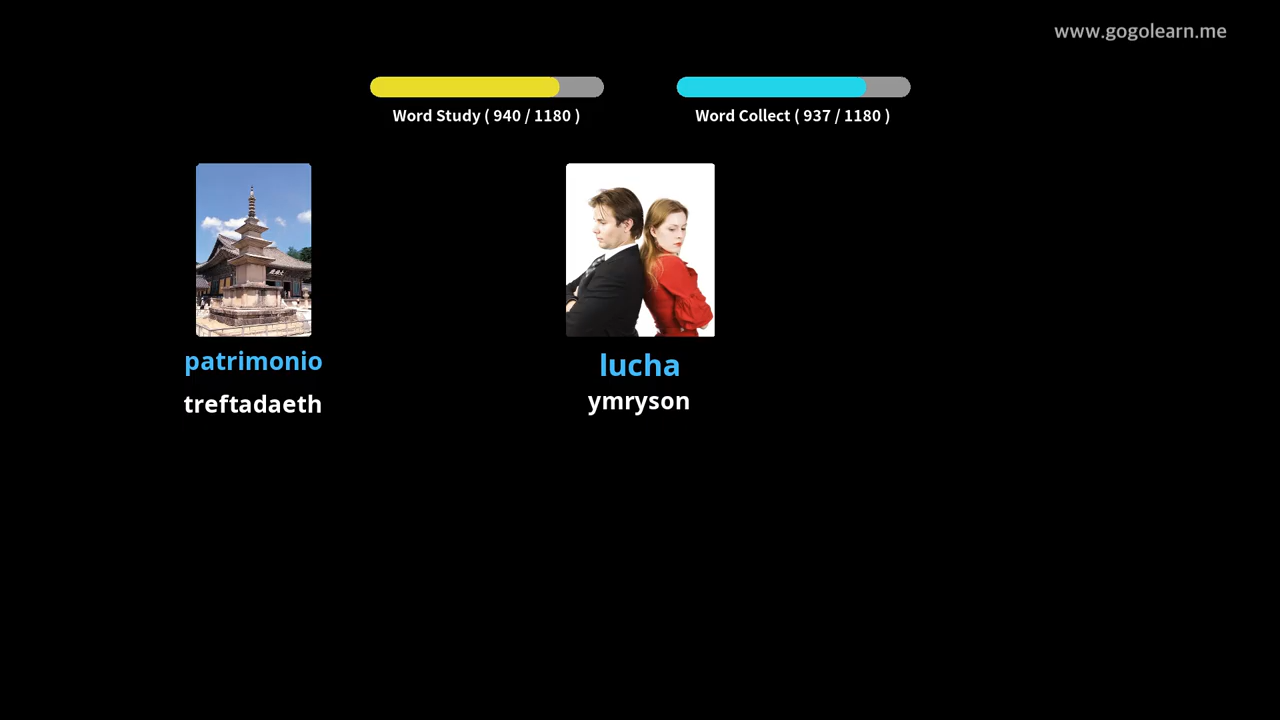 www.gogolearn.me
Word Study ( 940 / 1180 )
Word Collect ( 937 / 1180 )
patrimonio
treftadaeth
lucha
ymryson